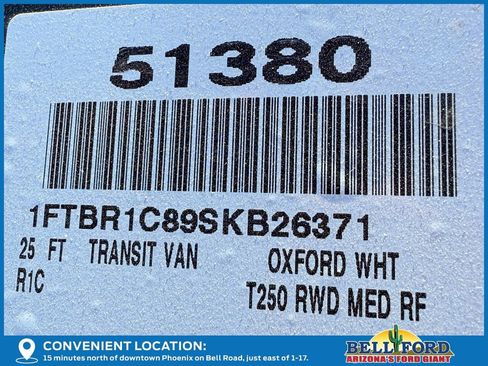 51380
1FTBR1C89SKB26371
25 FT TRANSIT VAN OXFORD WHT
R1C T250 RWD MED RF
CONVENIENT LOCATION:
15 minutes north of downtown Phoenix on Bell Road, just east of 1-17.
BELL FORD
ARIZONA'S FORD GIANT